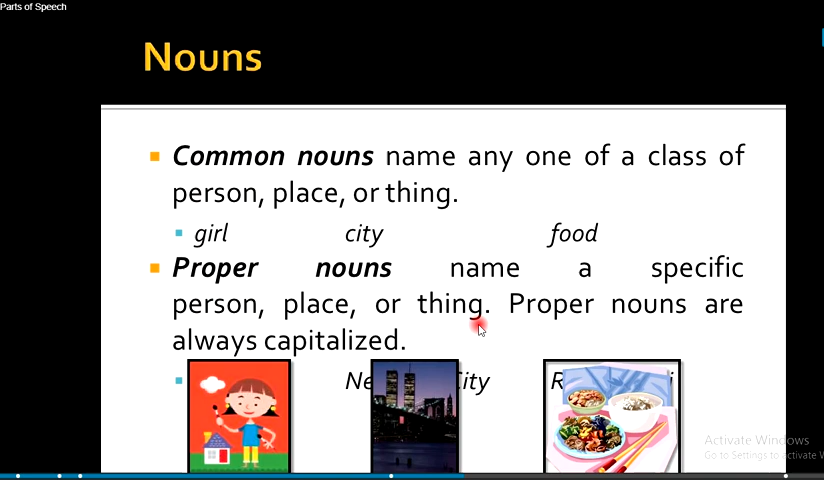 Parts of Speech
Nouns
Common nouns name any one of a class of
person, place, or thing.
girl city food
Proper nouns name a specific
person, place, or thing. Proper nouns are
always capitalized.
City
Activate Windows
Go to Settings to activate W